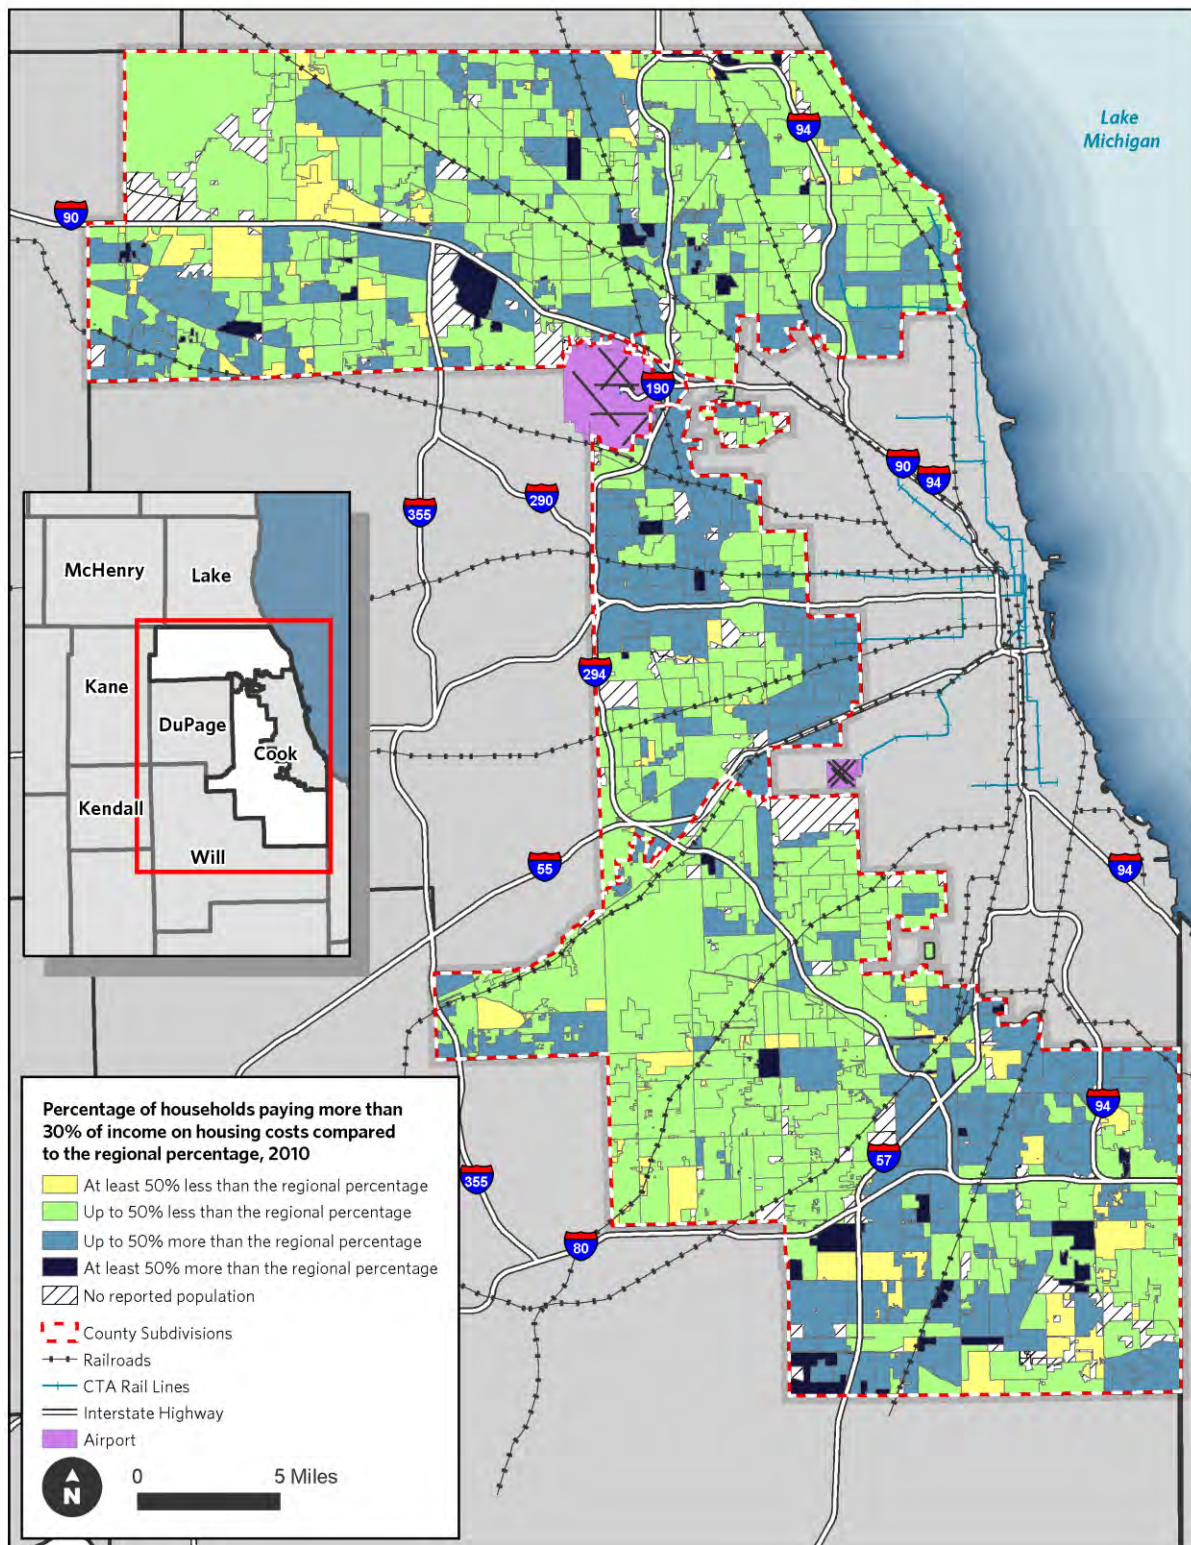 Lake
Michigan
94
90
190
90
94
290
355
McHenry
Lake
294
Kane
DuPage
Cook
Kendall
Will
55
94
Percentage of households paying more than
30% of income on housing costs compared
to the regional percentage, 2010
At least 50% less than the regional percentage
Up to 50% less than the regional percentage
Up to 50% more than the regional percentage
At least 50% more than the regional percentage
No reported population
County Subdivisions
Railroads
CTA Rail Lines
Interstate Highway
Airport
N
0 5 Miles
94
57
355
80